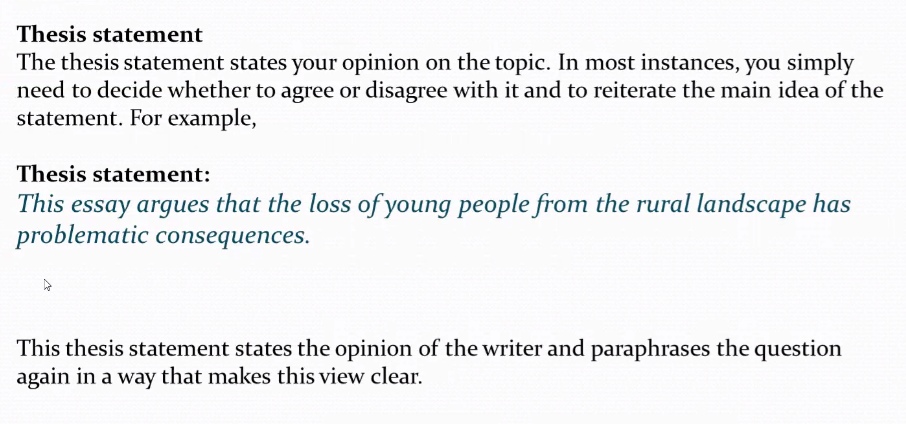 Thesis statement
The thesis statement states your opinion on the topic. In most instances, you simply
need to decide whether to agree or disagree with it and to reiterate the main idea of the
statement. For example,
Thesis statement:
This essay argues that the loss of young people from the rural landscape has
problematic consequences.
This thesis statement states the opinion of the writer and paraphrases the question
again in a way that makes this view clear.